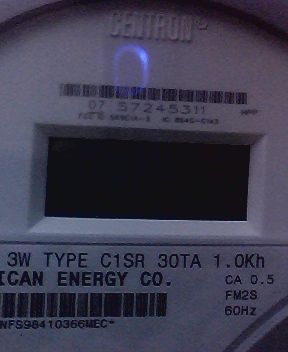 CENTRON
07 57245311
3W TYPE C1SR 30TA 1.0Kh
ICAN ENERGY CO.
CA 0.5
FM2S
60Hz
NFS98410366MEC*